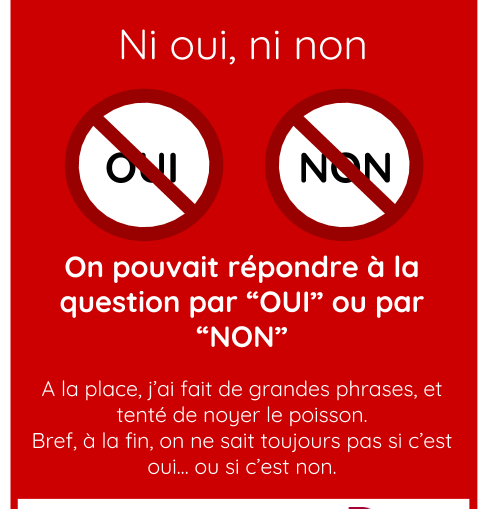 Ni oui, ni non
OUI
NON
On pouvait répondre à la
question par “OUI” ou par
“NON”
A la place, j’ai fait de grandes phrases, et
tenté de noyer le poisson.
Bref, à la fin, on ne sait toujours pas si c’est
oui... ou si c’est non.